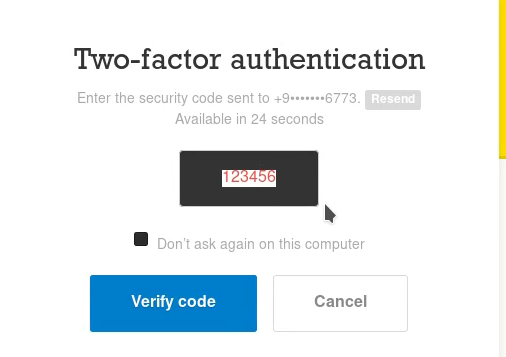 Two-factor authentication
Enter the security code sent to +9•••••••6773. Resend
Available in 24 seconds
123456
Don't ask again on this computer
Verify code
Cancel